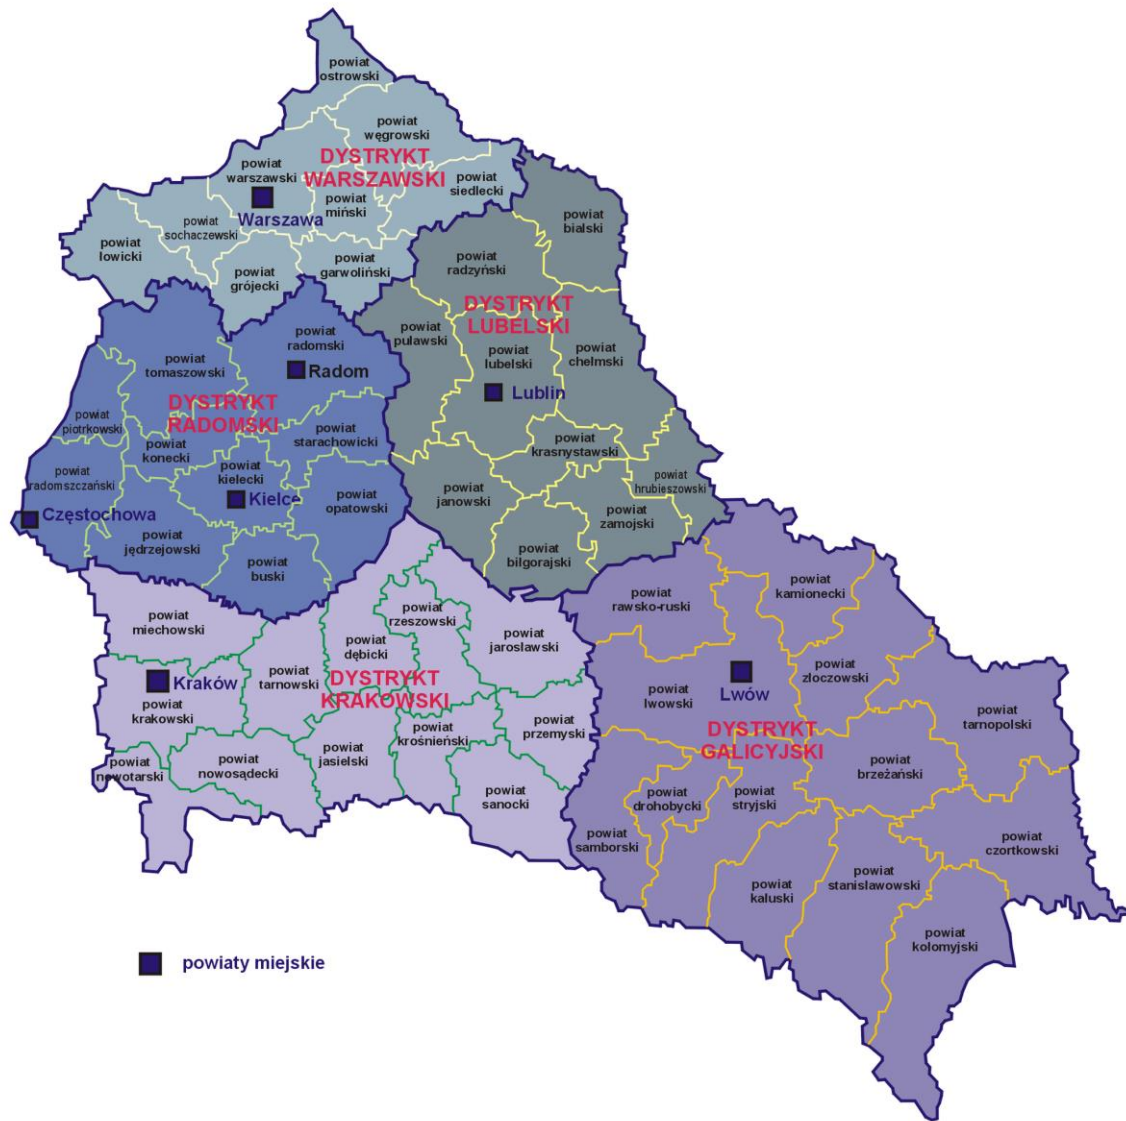 powiat
ostrowski
powiat
węgrowski
DYSTRYKT
WARSZAWSKI
powiat
warszawski
powiat
siedlecki
powiat
miński
Warszawa
powiat
sochaczewski
powiat
łowicki
powiat
grójecki
powiat
garwoliński
powiat
bialski
powiat
radzyński
DYSTRYKT
LUBELSKI
powiat
pulawski
powiat
lubelski
powiat
chelmski
Lublin
powiat
krasnystawski
powiat
hrubieszowski
powiat
janowski
powiat
zamojski
powiat
biłgorajski
powiat
radomski
Radom
powiat
tomaszowski
DYSTRYKT
RADOMSKI
powiat
piotrkowski
powiat
konecki
powiat
starachowicki
powiat
kielecki
Kielce
powiat
radomszczański
powiat
opatowski
Częstochowa
powiat
jędrzejowski
powiat
buski
powiat
miechowski
powiat
rzeszowski
powiat
dębicki
powiat
jaroslawski
powiat
tarnowski
DYSTRYKT
KRAKOWSKI
Kraków
powiat
krakowski
powiat
przemyski
powiat
krośnieński
powiat
jasielski
powiat
nowotarski
powiat
nowosądecki
powiat
sanocki
powiat
rawsko-ruski
powiat
kamionecki
powiat
złoczowski
Lwów
powiat
lwowski
powiat
tarnopolski
DYSTRYKT
GALICYJSKI
powiat
brzeżański
powiat
drohobycki
powiat
stryjski
powiat
samborski
powiat
czortkowski
powiat
stanislawowski
powiat
kaluski
powiat
kolomyjski
powiaty miejskie